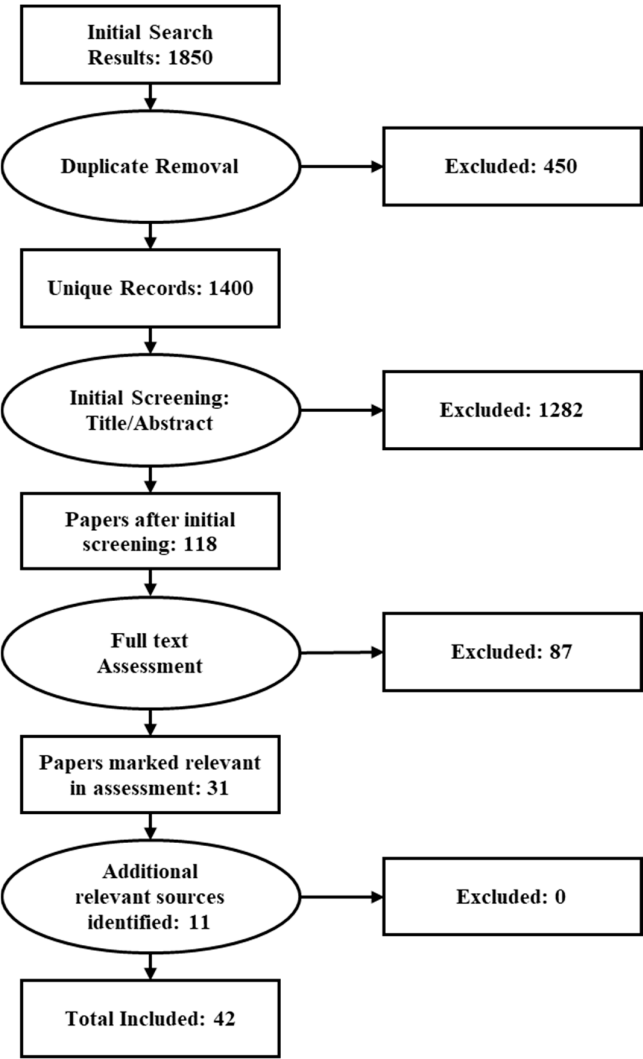 Initial Search
Results: 1850
Duplicate Removal
Excluded: 450
Unique Records: 1400
Initial Screening:
Title/Abstract
Excluded: 1282
Papers after initial
screening: 118
Full text
Assessment
Excluded: 87
Papers marked relevant
in assessment: 31
Additional
relevant sources
identified: 11
Excluded: 0
Total Included: 42